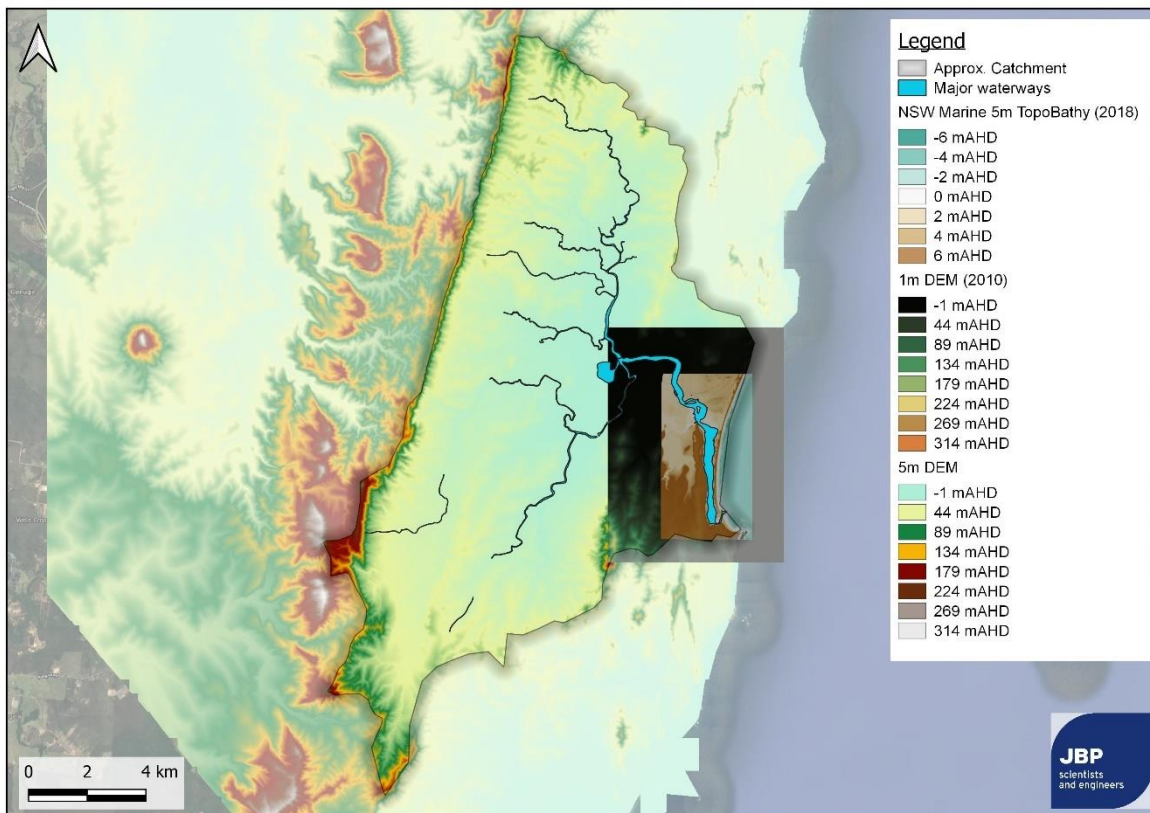 Legend
Approx. Catchment
Major waterways
NSW Marine 5m TopoBathy (2018)
-6 mAHD
-4 mAHD
-2 mAHD
0 mAHD
2 mAHD
4 mAHD
6 mAHD
1m DEM (2010)
-1 mAHD
44 mAHD
89 mAHD
134 mAHD
179 mAHD
224 mAHD
269 mAHD
314 mAHD
5m DEM
-1 mAHD
44 mAHD
89 mAHD
134 mAHD
179 mAHD
224 mAHD
269 mAHD
314 mAHD
0 2 4 km
JBP
scientists
and engineers